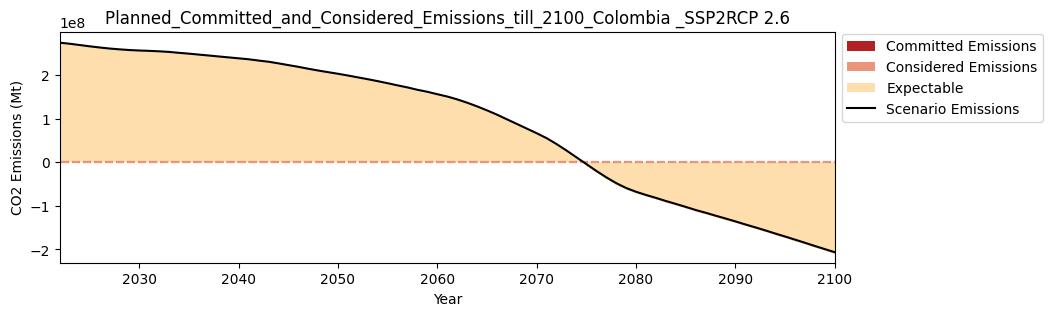 Planned_Committed_and_Considered_Emissions_till_2100_Colombia _SSP2RCP 2.6
1e8
CO2 Emissions (Mt)
2
1
0
−1
−2
2030 2040 2050 2060 2070 2080 2090 2100
Year
Committed Emissions
Considered Emissions
Expectable
Scenario Emissions